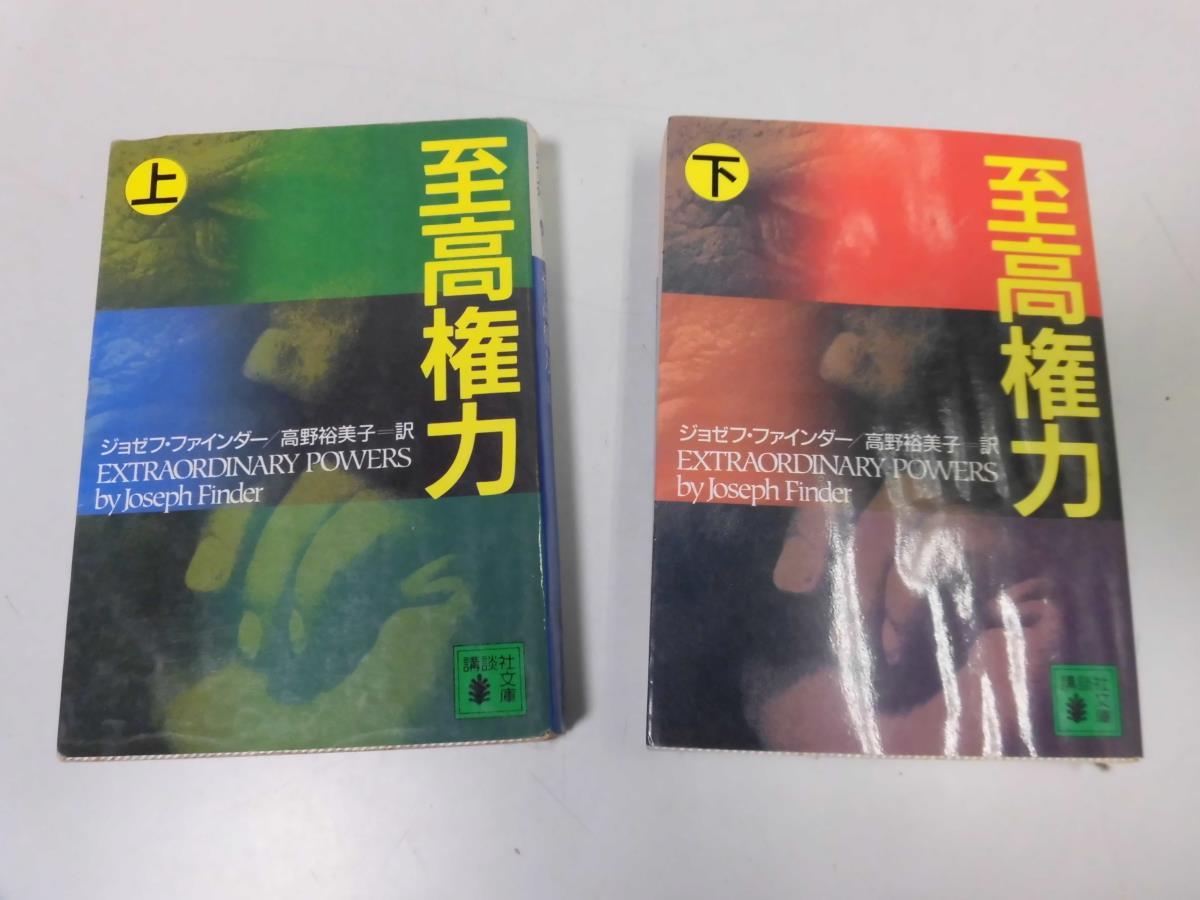 上
至高権力
ジョゼフ・ファインダー/高野裕美子＝訳
EXTRAORDINARY POWERS
by Joseph Finder
講談社
文庫
下
至高権力
ジョゼフ・ファインダー/高野裕美子＝訳
EXTRAORDINARY POWERS
by Joseph Finder
講談社
文庫